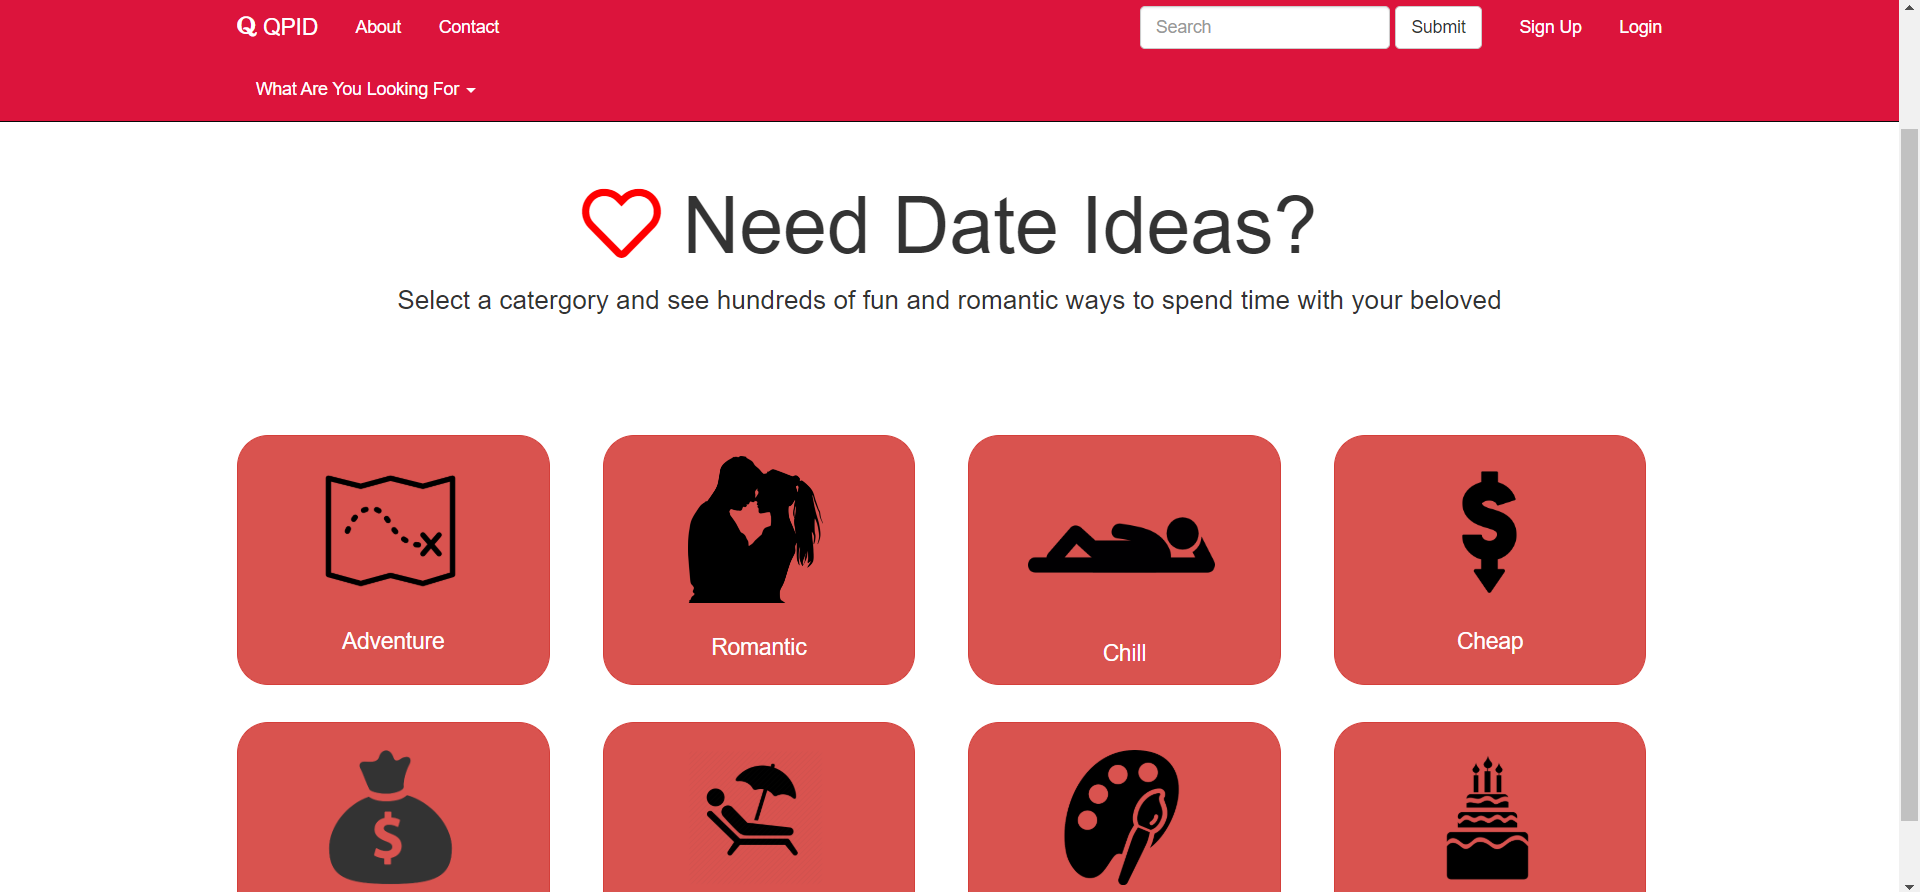 Q QPID About Contact Search Submit Sign Up Login
What Are You Looking For
Need Date Ideas?
Select a catergory and see hundreds of fun and romantic ways to spend time with your beloved
Adventure
Romantic
Chill
Cheap
$